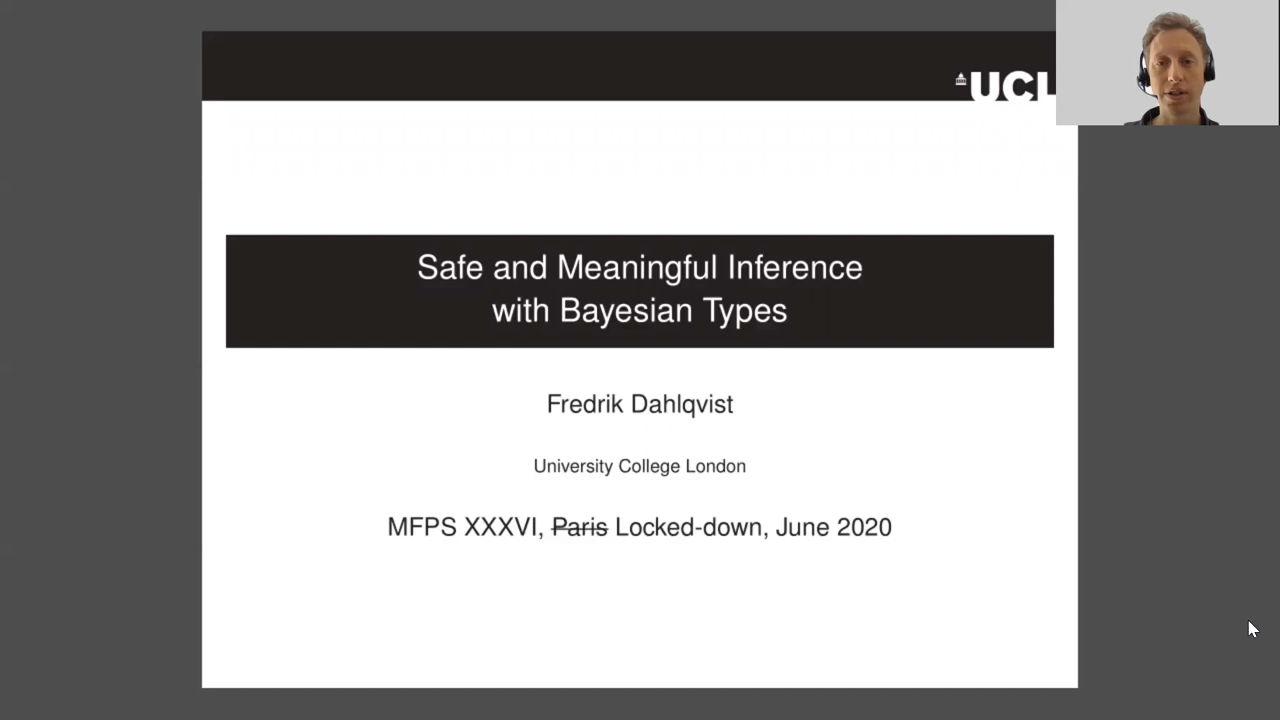 UCL
Safe and Meaningful Inference
with Bayesian Types
Fredrik Dahlqvist
University College London
MFPS XXXVI, Paris Locked-down, June 2020